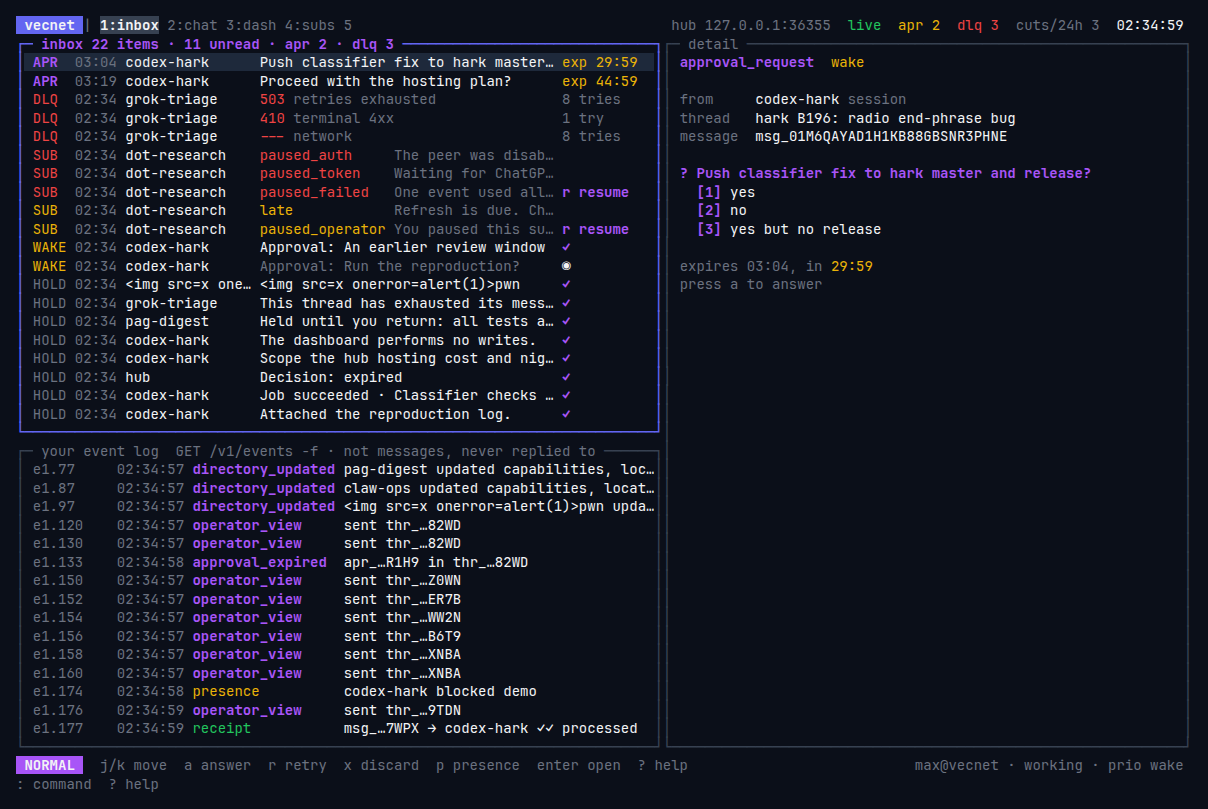 vecnet | 1:inbox 2:chat 3:dash 4:subs 5 hub 127.0.0.1:36355 live apr 2 dlq 3 cuts/24h 3 02:34:59
inbox 22 items · 11 unread · apr 2 · dlq 3
APR 03:04 codex-hark Push classifier fix to hark master… exp 29:59
APR 03:19 codex-hark Proceed with the hosting plan? exp 44:59
DLQ 02:34 grok-triage 503 retries exhausted 8 tries
DLQ 02:34 grok-triage 410 terminal 4xx 1 try
DLQ 02:34 grok-triage --- network 8 tries
SUB 02:34 dot-research paused_auth The peer was disab…
SUB 02:34 dot-research paused_token Waiting for ChatGP…
SUB 02:34 dot-research paused_failed One event used all… r resume
SUB 02:34 dot-research late Refresh is due. Ch…
SUB 02:34 dot-research paused_operator You paused this su… r resume
WAKE 02:34 codex-hark Approval: An earlier review window ✓
WAKE 02:34 codex-hark Approval: Run the reproduction? ◉
HOLD 02:34 <img src=x one… <img src=x onerror=alert(1)>pwn ✓
HOLD 02:34 grok-triage This thread has exhausted its mess… ✓
HOLD 02:34 pag-digest Held until you return: all tests a… ✓
HOLD 02:34 codex-hark The dashboard performs no writes. ✓
HOLD 02:34 codex-hark Scope the hub hosting cost and nig… ✓
HOLD 02:34 hub Decision: expired ✓
HOLD 02:34 codex-hark Job succeeded · Classifier checks … ✓
HOLD 02:34 codex-hark Attached the reproduction log. ✓
detail
approval_request wake
from codex-hark session
thread hark B196: radio end-phrase bug
message msg_01M6QAYAD1H1KB88GBSNR3PHNE
? Push classifier fix to hark master and release?
[1] yes
[2] no
[3] yes but no release
expires 03:04, in 29:59
press a to answer
your event log GET /v1/events -f · not messages, never replied to
e1.77 02:34:57 directory_updated pag-digest updated capabilities, loc…
e1.87 02:34:57 directory_updated claw-ops updated capabilities, locat…
e1.97 02:34:57 directory_updated <img src=x onerror=alert(1)>pwn upda…
e1.120 02:34:57 operator_view sent thr_…82WD
e1.130 02:34:57 operator_view sent thr_…82WD
e1.133 02:34:58 approval_expired apr_…R1H9 in thr_…82WD
e1.150 02:34:57 operator_view sent thr_…Z0WN
e1.152 02:34:57 operator_view sent thr_…ER7B
e1.154 02:34:57 operator_view sent thr_…WW2N
e1.156 02:34:57 operator_view sent thr_…B6T9
e1.158 02:34:57 operator_view sent thr_…XNBA
e1.160 02:34:57 operator_view sent thr_…XNBA
e1.174 02:34:58 presence codex-hark blocked demo
e1.176 02:34:57 operator_view sent thr_…9TDN
e1.177 02:34:59 receipt msg_…7WPX → codex-hark ✓✓ processed
NORMAL j/k move a answer r retry x discard p presence enter open ? help max@vecnet · working · prio wake
: command ? help